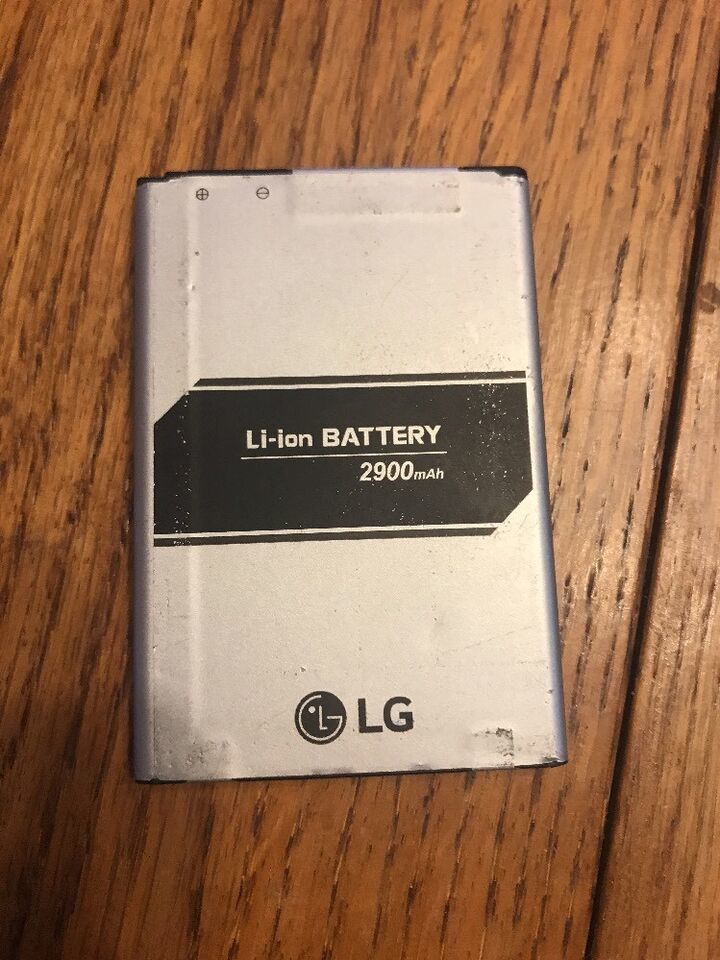 ⊕ ⊖
Li-ion BATTERY
2900mAh
LG